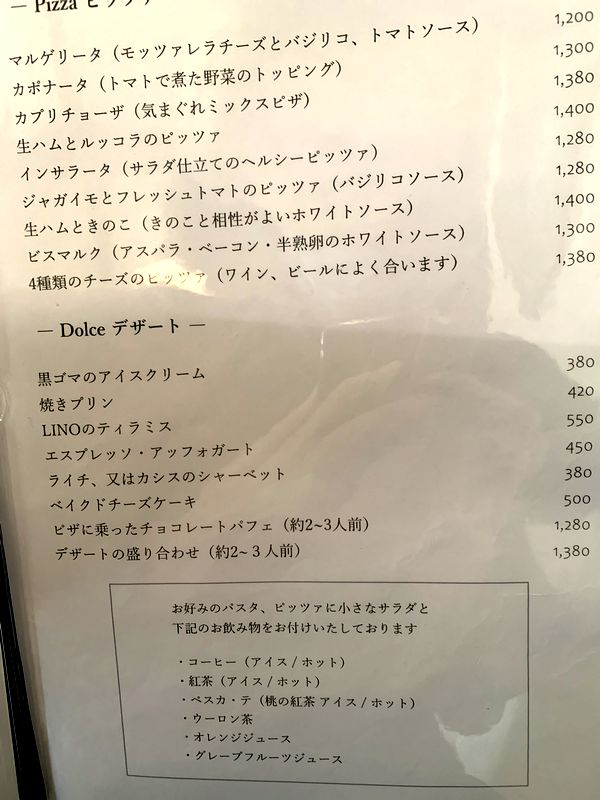 — Pizza ピッツァ
マルゲリータ（モッツァレラチーズとバジリコ、トマトソース） 1,200
カポナータ（トマトで煮た野菜のトッピング） 1,300
カプリチョーザ（気まぐれミックスピザ） 1,380
生ハムとルッコラのピッツァ 1,400
インサラータ（サラダ仕立てのヘルシーピッツァ） 1,280
ジャガイモとフレッシュトマトのピッツァ（バジリコソース） 1,280
生ハムときのこ（きのこと相性がよいホワイトソース） 1,400
ビスマルク（アスパラ・ベーコン・半熟卵のホワイトソース） 1,300
4種類のチーズのピッツァ（ワイン、ビールによく合います） 1,380
— Dolce デザート —
黒ゴマのアイスクリーム 380
焼きプリン 420
LINOのティラミス 550
エスプレッソ・アッフォガート 450
ライチ、又はカシスのシャーベット 380
ベイクドチーズケーキ 500
ピザに乗ったチョコレートパフェ（約2~3人前） 1,280
デザートの盛り合わせ（約2~３人前） 1,380
お好みのパスタ、ピッツァに小さなサラダと
下記のお飲み物をお付けいたしております
・コーヒー（アイス / ホット）
・紅茶（アイス / ホット）
・ペスカ・テ（桃の紅茶 アイス / ホット）
・ウーロン茶
・オレンジジュース
・グレープフルーツジュース